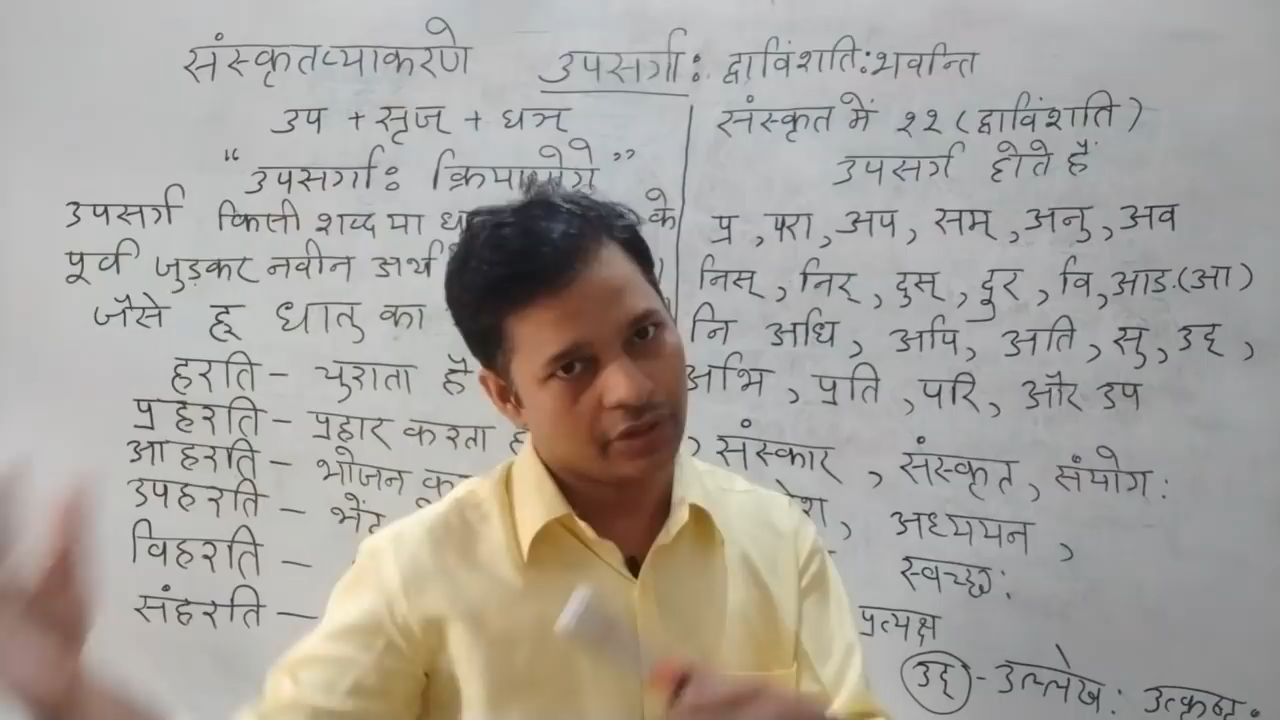 संस्कृतव्याकरणे उपसर्गाः द्वाविंशतिः भवन्ति
उप + सृज् + घञ्
"उपसर्गाः क्रियायोगे"
उपसर्ग किसी शब्द या के
पूर्व जुड़कर नवीन अर्थ
जैसे हृ धातु का
हरति - चुराता है
प्रहरति - प्रहार करता
आहरति - भोजन
उपहरति - भेंट
विहरति -
संहरति -
संस्कृत में २२ (द्वाविंशति)
उपसर्ग होते हैं
प्र, परा, अप, सम्, अनु, अव
निस्, निर्, दुस्, दुर, वि, आङ.(आ)
नि अधि, अपि, अति, सु, उद्,
अभि, प्रति, परि, और उप
, संस्कार, संस्कृत, संयोग:
, अध्ययन,
स्वच्छ:
प्रत्यक्ष
उद् - उल्लेख: उत्कृष्ट.